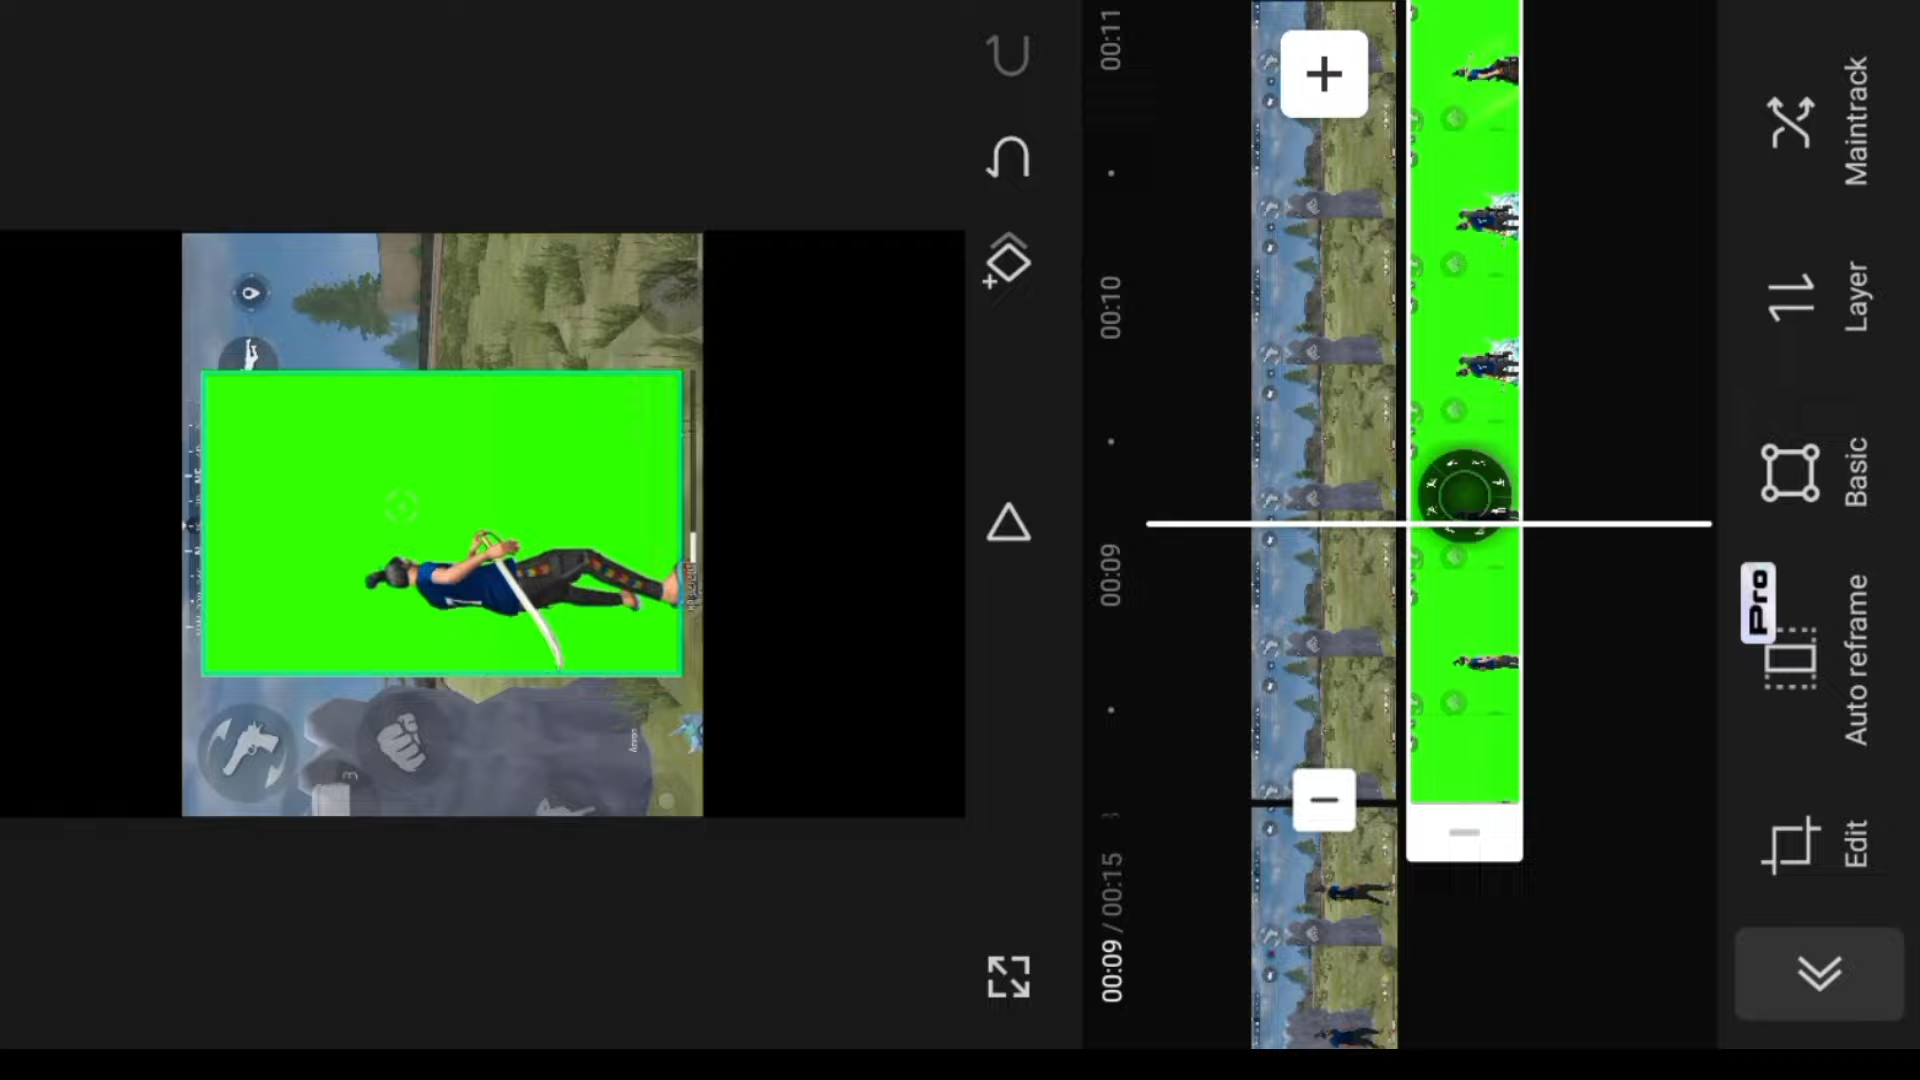 00:09 / 00:15
00:09
00:10
00:11
Edit
Pro
Auto reframe
Basic
Layer
Maintrack